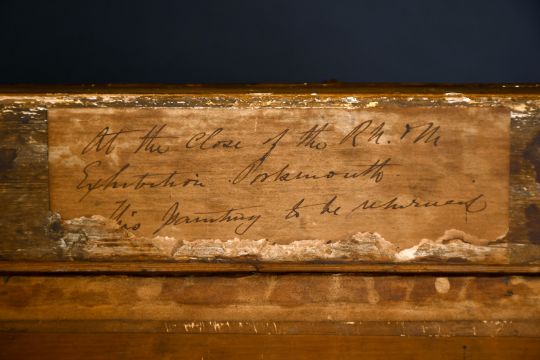 At the Close of the R.N. & M
Exhibition Portsmouth.
This Painting to be returned